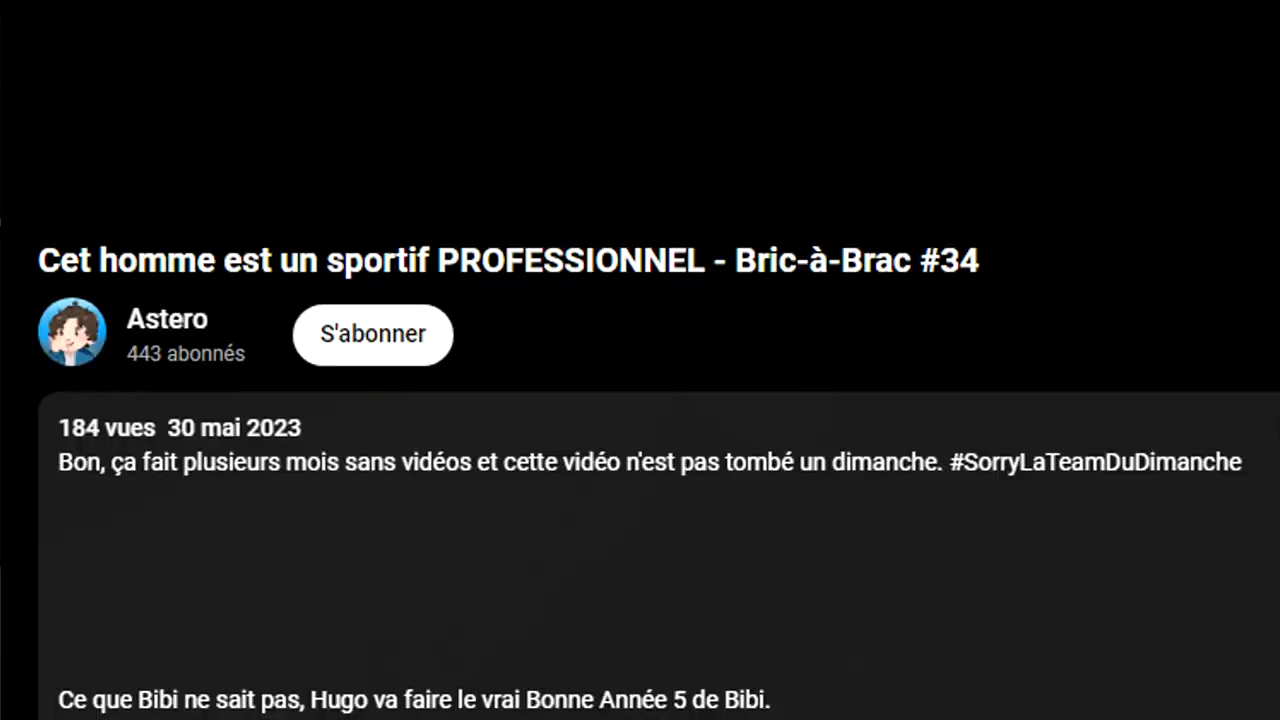 Cet homme est un sportif PROFESSIONNEL - Bric-à-Brac #34
Astero
443 abonnés
S'abonner
184 vues  30 mai 2023
Bon, ça fait plusieurs mois sans vidéos et cette vidéo n'est pas tombé un dimanche. #SorryLaTeamDuDimanche
Ce que Bibi ne sait pas, Hugo va faire le vrai Bonne Année 5 de Bibi.